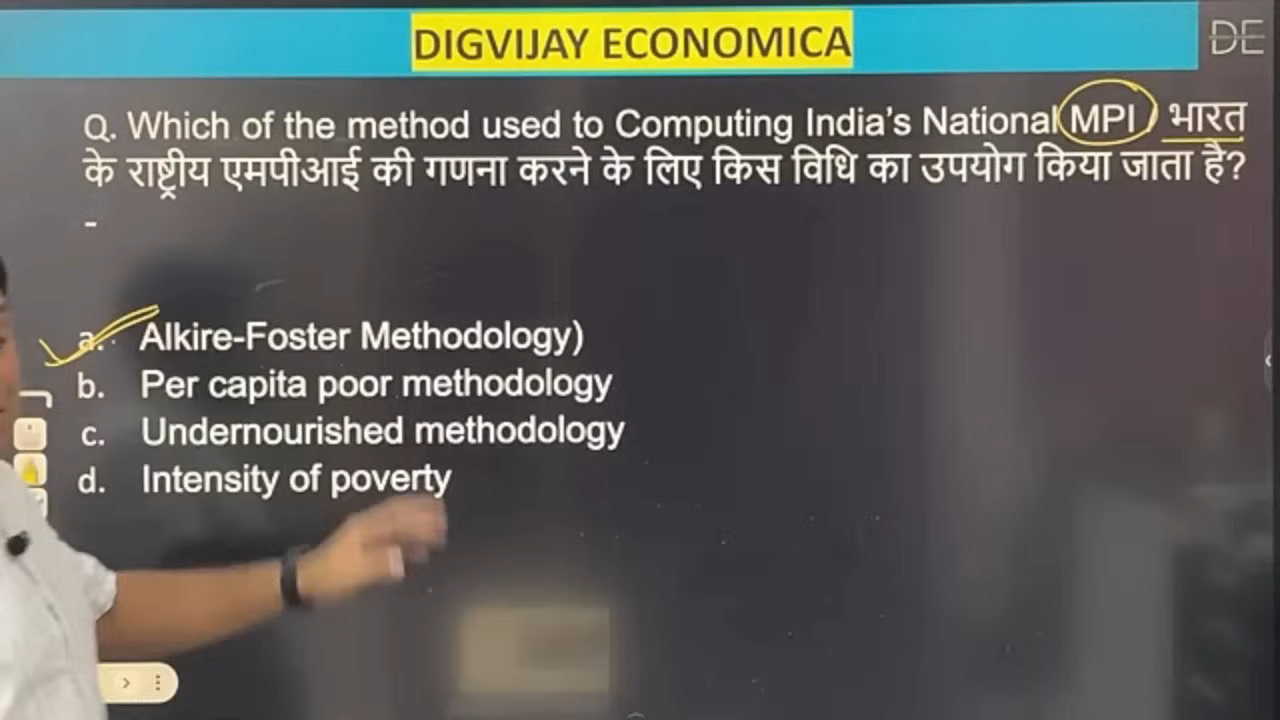 DIGVIJAY ECONOMICA
DE
Q. Which of the method used to Computing India's National MPI भारत
के राष्ट्रीय एमपीआई की गणना करने के लिए किस विधि का उपयोग किया जाता है?
-
a. Alkire-Foster Methodology)
b. Per capita poor methodology
c. Undernourished methodology
d. Intensity of poverty